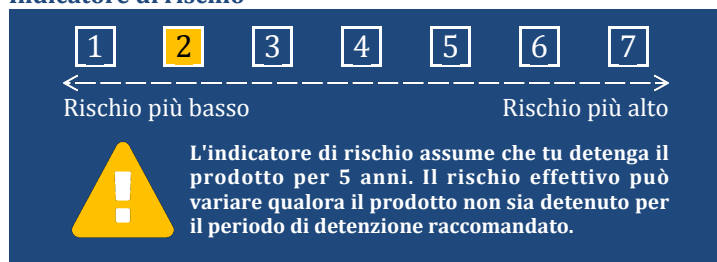 Indicatore di rischio
1 2 3 4 5 6 7
Rischio più basso Rischio più alto
L'indicatore di rischio assume che tu detenga il
prodotto per 5 anni. Il rischio effettivo può
variare qualora il prodotto non sia detenuto per
il periodo di detenzione raccomandato.